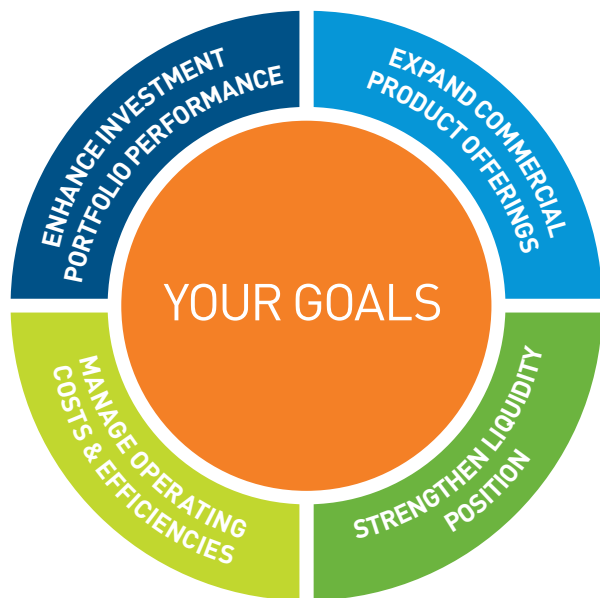 ENHANCE INVESTMENT
PORTFOLIO PERFORMANCE
EXPAND COMMERCIAL
PRODUCT OFFERINGS
YOUR GOALS
MANAGE OPERATING
COSTS & EFFICIENCIES
STRENGTHEN LIQUIDITY
POSITION